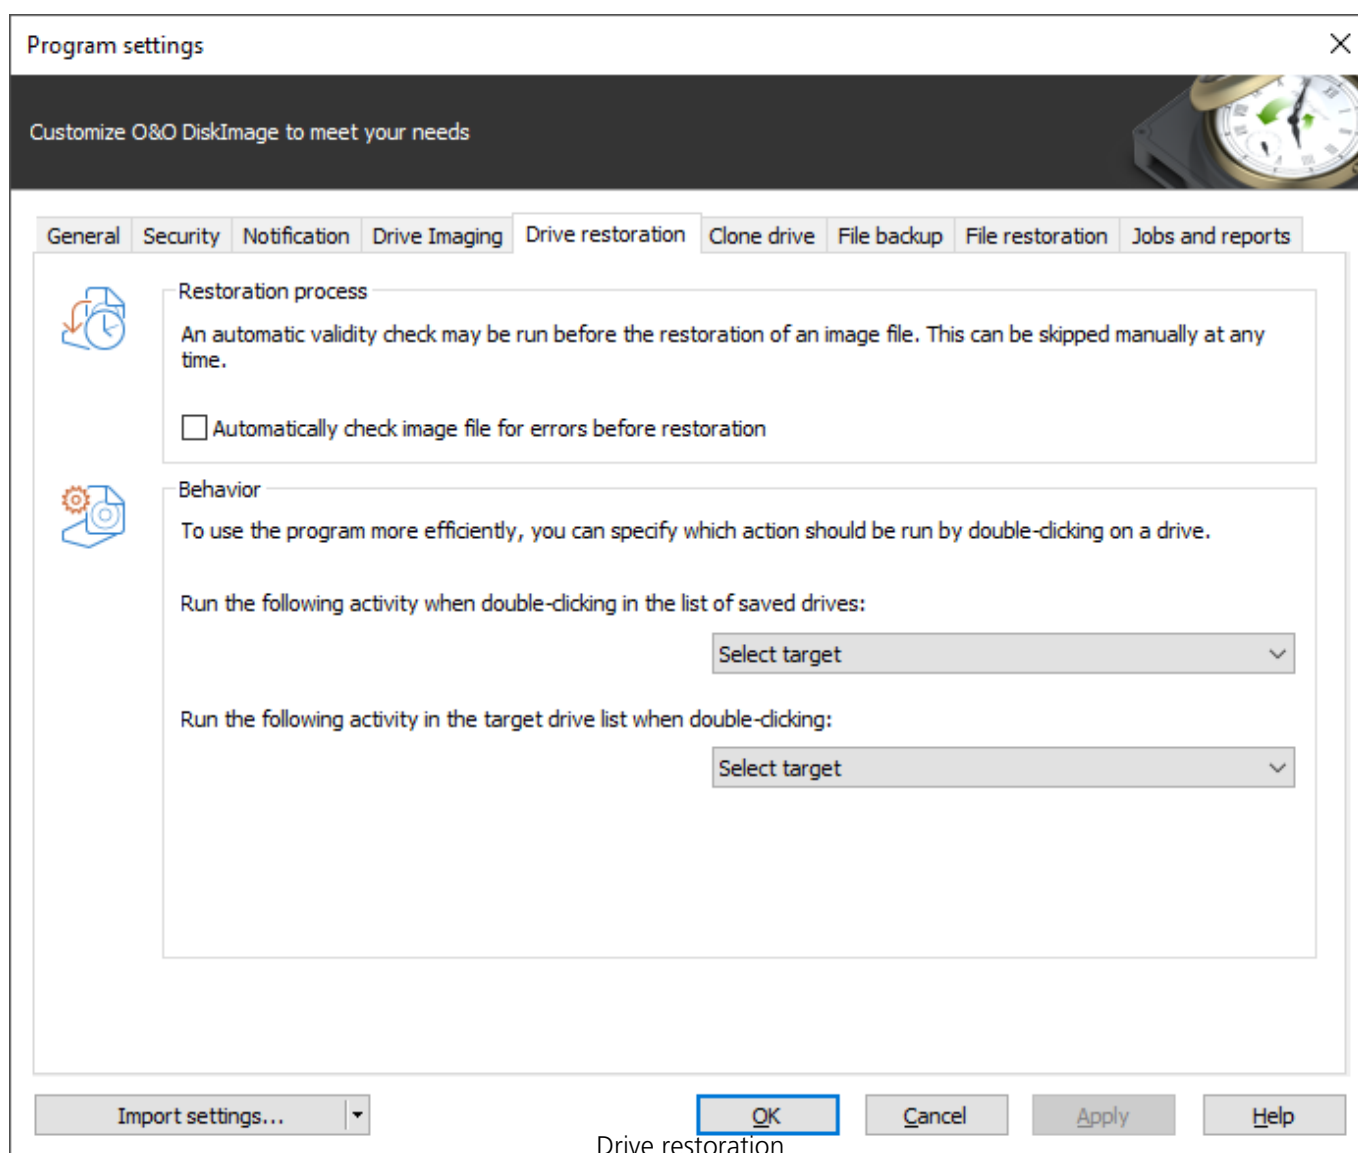 Program settings
Customize O&O DiskImage to meet your needs
General Security Notification Drive Imaging Drive restoration Clone drive File backup File restoration Jobs and reports
Restoration process
An automatic validity check may be run before the restoration of an image file. This can be skipped manually at any
time.
Automatically check image file for errors before restoration
Behavior
To use the program more efficiently, you can specify which action should be run by double-clicking on a drive.
Run the following activity when double-clicking in the list of saved drives:
Select target
Run the following activity in the target drive list when double-clicking:
Select target
Import settings... OK Cancel Apply Help
Drive restoration